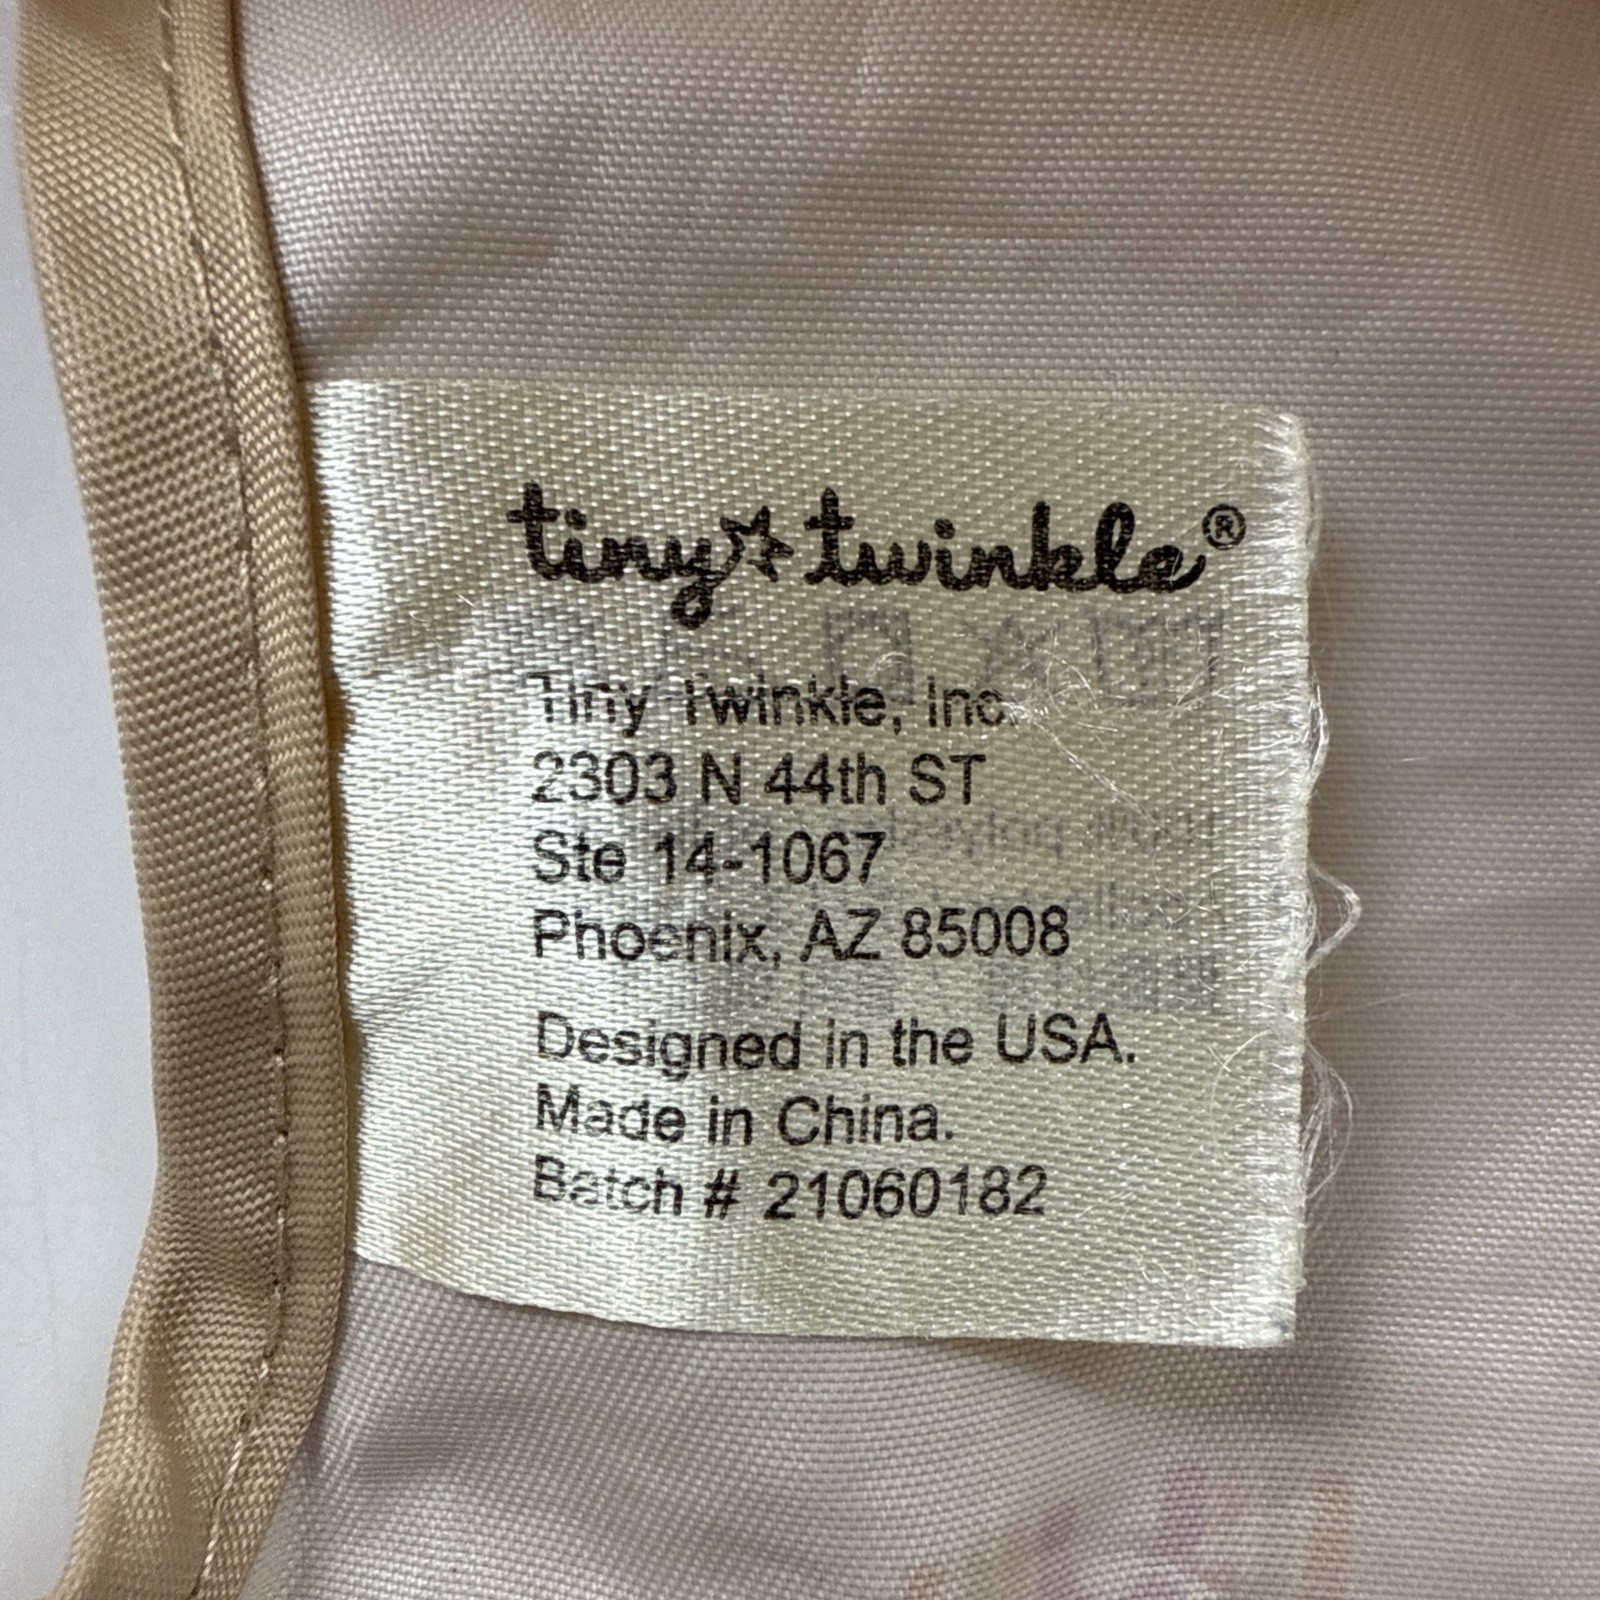 tiny twinkle®
Tiny Twinkle, Inc.
2303 N 44th ST
Ste 14-1067
Phoenix, AZ 85008
Designed in the USA.
Made in China.
Batch # 21060182